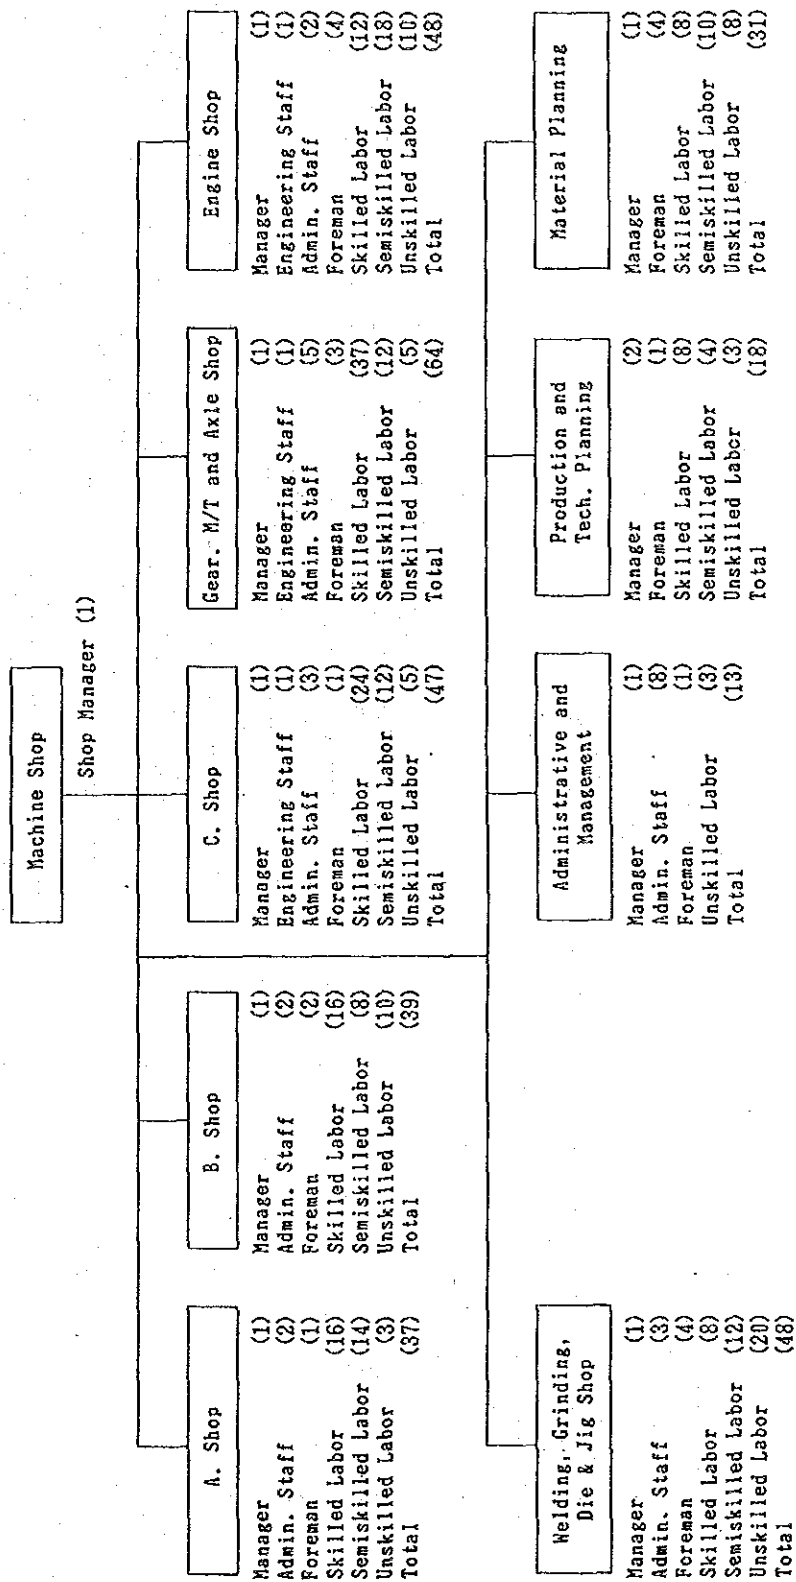 Machine Shop
Shop Manager (1)
A. Shop
Manager (1)
Admin. Staff (2)
Foreman (1)
Skilled Labor (16)
Semiskilled Labor (14)
Unskilled Labor (3)
Total (37)
B. Shop
Manager (1)
Admin. Staff (2)
Foreman (2)
Skilled Labor (16)
Semiskilled Labor (8)
Unskilled Labor (10)
Total (39)
C. Shop
Manager (1)
Engineering Staff (1)
Admin. Staff (3)
Foreman (1)
Skilled Labor (24)
Semiskilled Labor (12)
Unskilled Labor (5)
Total (47)
Gear. M/T and Axle Shop
Manager (1)
Engineering Staff (1)
Admin. Staff (5)
Foreman (3)
Skilled Labor (37)
Semiskilled Labor (12)
Unskilled Labor (5)
Total (64)
Engine Shop
Manager (1)
Engineering Staff (1)
Admin. Staff (2)
Foreman (4)
Skilled Labor (12)
Semiskilled Labor (18)
Unskilled Labor (10)
Total (48)
Welding, Grinding,
Die & Jig Shop
Manager (1)
Admin. Staff (3)
Foreman (4)
Skilled Labor (8)
Semiskilled Labor (12)
Unskilled Labor (20)
Total (48)
Administrative and
Management
Manager (1)
Admin. Staff (8)
Foreman (1)
Unskilled Labor (3)
Total (13)
Production and
Tech. Planning
Manager (2)
Foreman (1)
Skilled Labor (8)
Semiskilled Labor (4)
Unskilled Labor (3)
Total (18)
Material Planning
Manager (1)
Foreman (4)
Skilled Labor (8)
Semiskilled Labor (10)
Unskilled Labor (8)
Total (31)